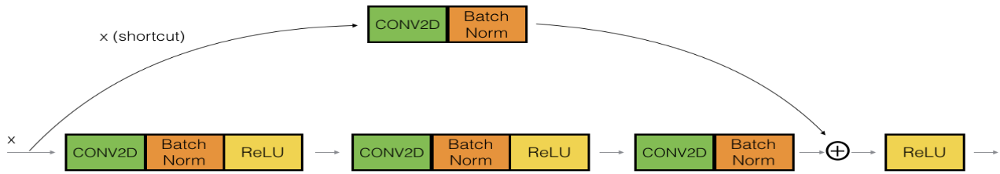 x (shortcut)
CONV2D
Batch
Norm
x
CONV2D
Batch
Norm
ReLU
CONV2D
Batch
Norm
ReLU
CONV2D
Batch
Norm
ReLU